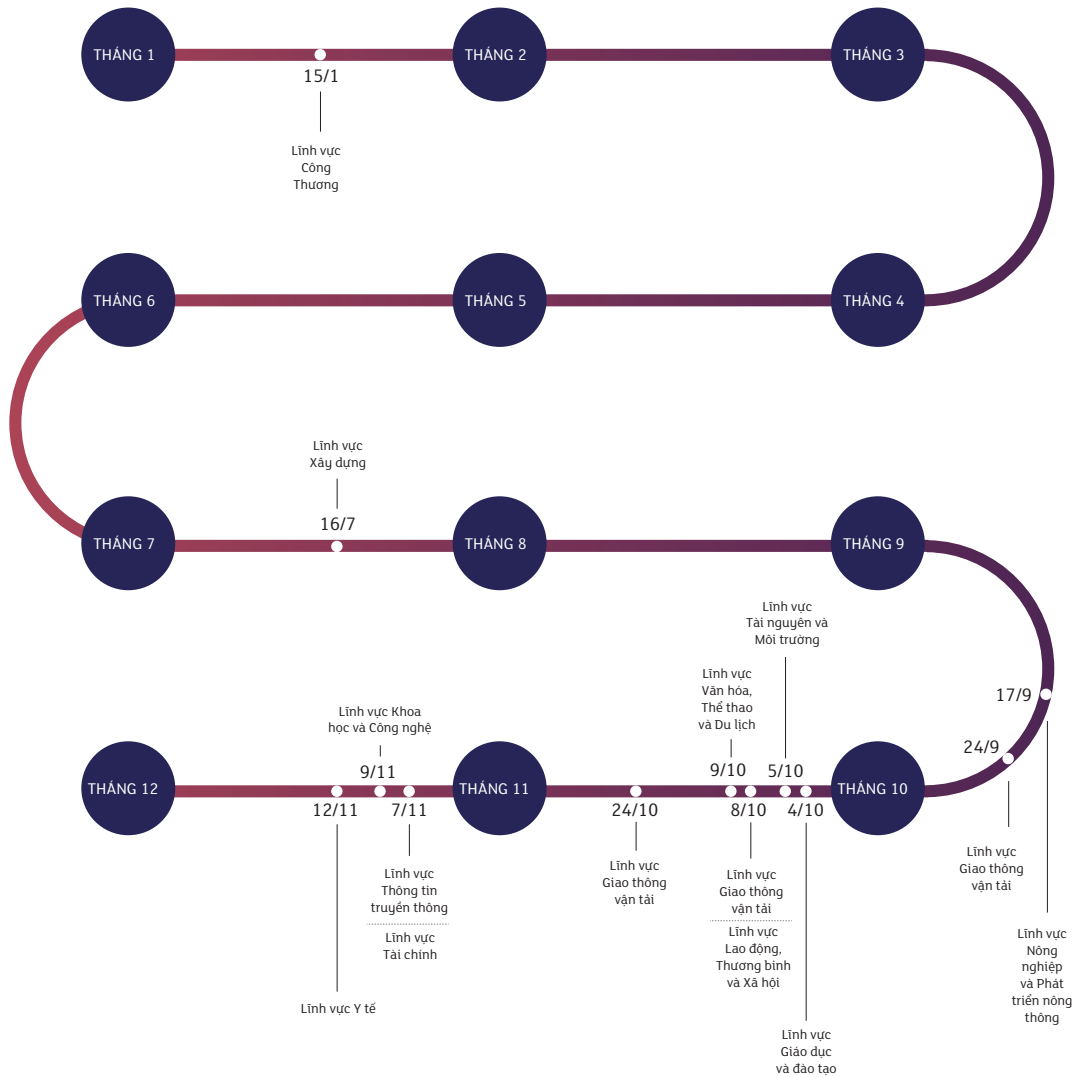 THÁNG 1
THÁNG 2
THÁNG 3
15/1
Lĩnh vực
Công
Thương
THÁNG 6
THÁNG 5
THÁNG 4
Lĩnh vực
Xây dựng
16/7
THÁNG 7
THÁNG 8
THÁNG 9
17/9
Lĩnh vực
Nông
nghiệp
và Phát
triển nông
thông
24/9
Lĩnh vực
Giao thông
vận tải
THÁNG 12
THÁNG 11
THÁNG 10
Lĩnh vực
Tài nguyên và
Môi trường
5/10
4/10
Lĩnh vực
Giáo dục
và đào tạo
Lĩnh vực
Văn hóa,
Thể thao
và Du lịch
9/10
8/10
Lĩnh vực
Giao thông
vận tải
Lĩnh vực
Lao động,
Thương binh
và Xã hội
24/10
Lĩnh vực
Giao thông
vận tải
7/11
Lĩnh vực
Thông tin
truyền thông
Lĩnh vực
Tài chính
Lĩnh vực Khoa
học và Công nghệ
9/11
12/11
Lĩnh vực Y tế